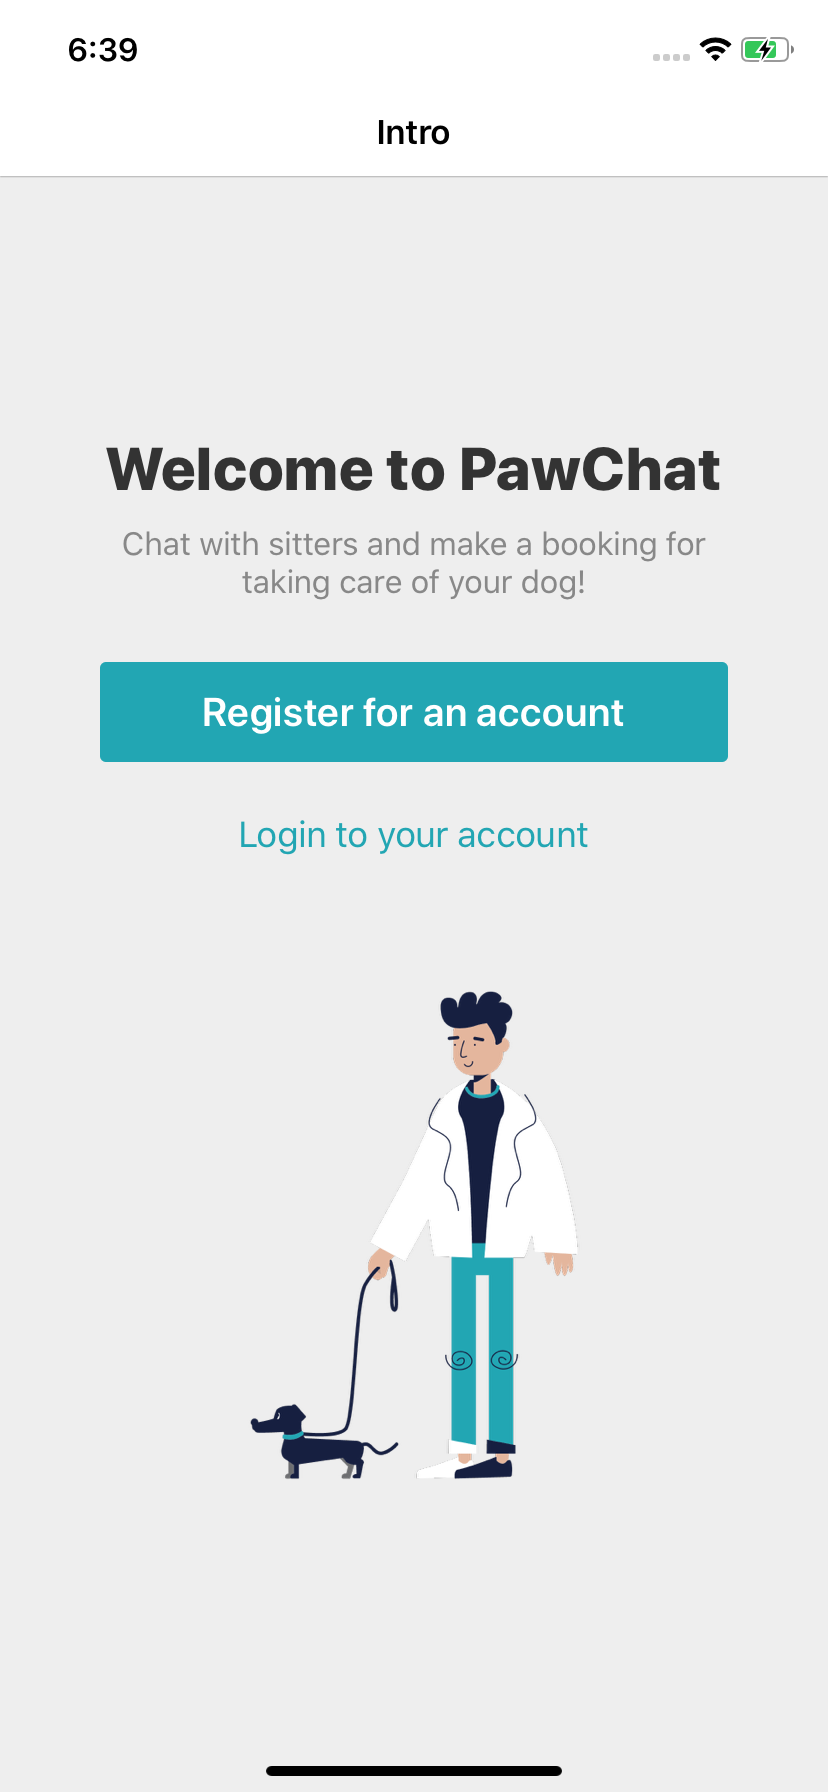 6:39
Intro
Welcome to PawChat
Chat with sitters and make a booking for
taking care of your dog!
Register for an account
Login to your account